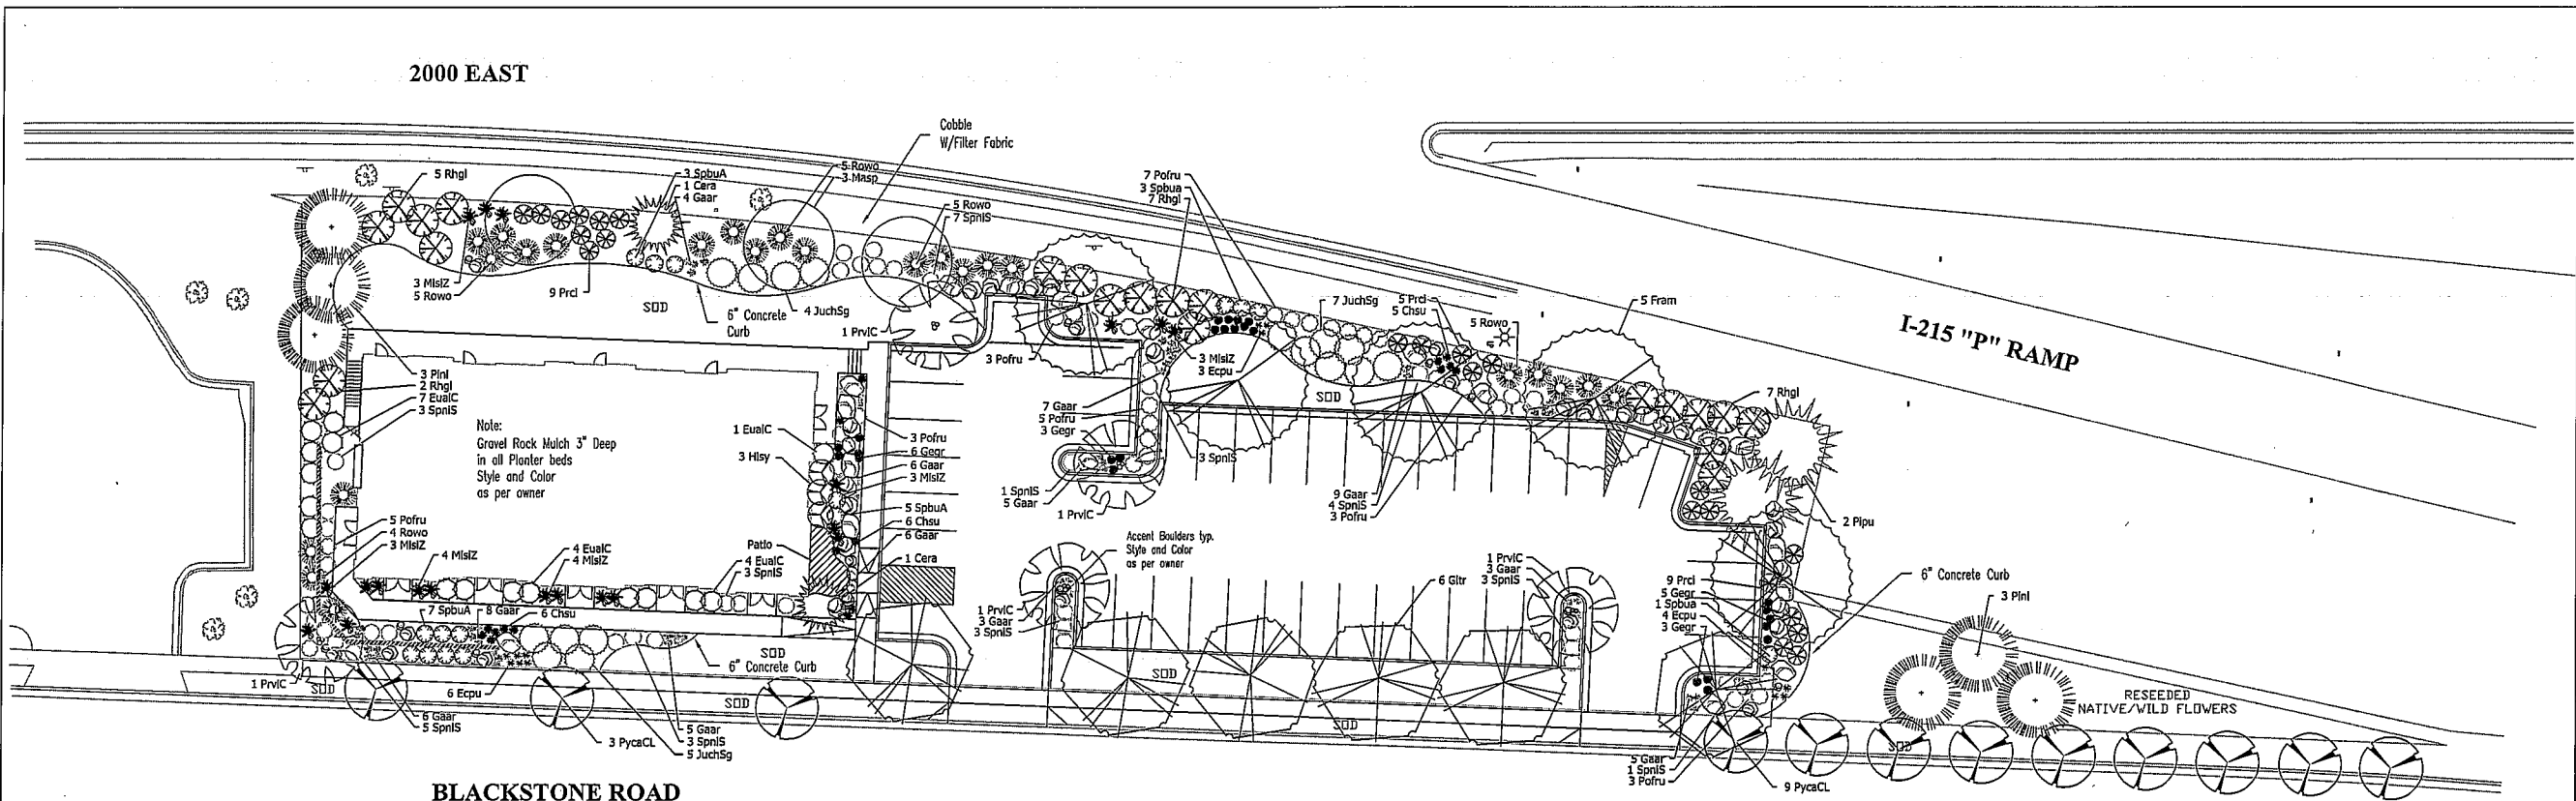 2000 EAST
Cobble
W/Filter Fabric
5 Rhgl
3 SpbuA
1 Cera
4 Gaar
5 Rowo
3 Masp
7 Pofru
3 Spbua
7 Rhgl
5 Rowo
7 SpnlS
3 MislZ
5 Rowo
9 Prcl
SOD
6" Concrete
Curb
4 JuchSg
1 PrvlC
3 Pofru
7 JuchSg
5 Prcl
5 Chsu
5 Rowo
5 Fram
I-215 "P" RAMP
3 MislZ
3 Ecpu
3 Pinl
2 Rhgl
7 EualC
3 SpnlS
Note:
Gravel Rock Mulch 3" Deep
in all Planter beds
Style and Color
as per owner
1 EualC
3 Hlsy
3 Pofru
6 Gegr
6 Gaar
3 MislZ
5 SpbuA
6 Chsu
6 Gaar
1 Cera
7 Gaar
5 Pofru
3 Gegr
3 SpnlS
SOD
7 Rhgl
1 SpnlS
5 Gaar
1 PrvlC
9 Gaar
4 SpnlS
3 Pofru
2 Pipu
5 Pofru
4 Rowo
3 MislZ
4 MislZ
4 EualC
4 MislZ
Patio
4 EualC
3 SpnlS
Accent Boulders typ.
Style and Color
as per owner
1 PrvlC
3 Gaar
3 SpnlS
6 Gltr
1 PrvlC
3 Gaar
3 SpnlS
9 Prcl
5 Gegr
1 Spbua
4 Ecpu
3 Gegr
6" Concrete Curb
3 Pinl
7 SpbuA
8 Gaar
6 Chsu
SOD
6" Concrete Curb
1 PrvlC
SOD
6 Ecpu
SOD
SOD
SOD
SOD
RESEEDED
NATIVE/WILD FLOWERS
6 Gaar
5 SpnlS
3 PycaCL
5 Gaar
3 SpnlS
5 JuchSg
5 Gaar
1 SpnlS
3 Pofru
9 PycaCL
BLACKSTONE ROAD